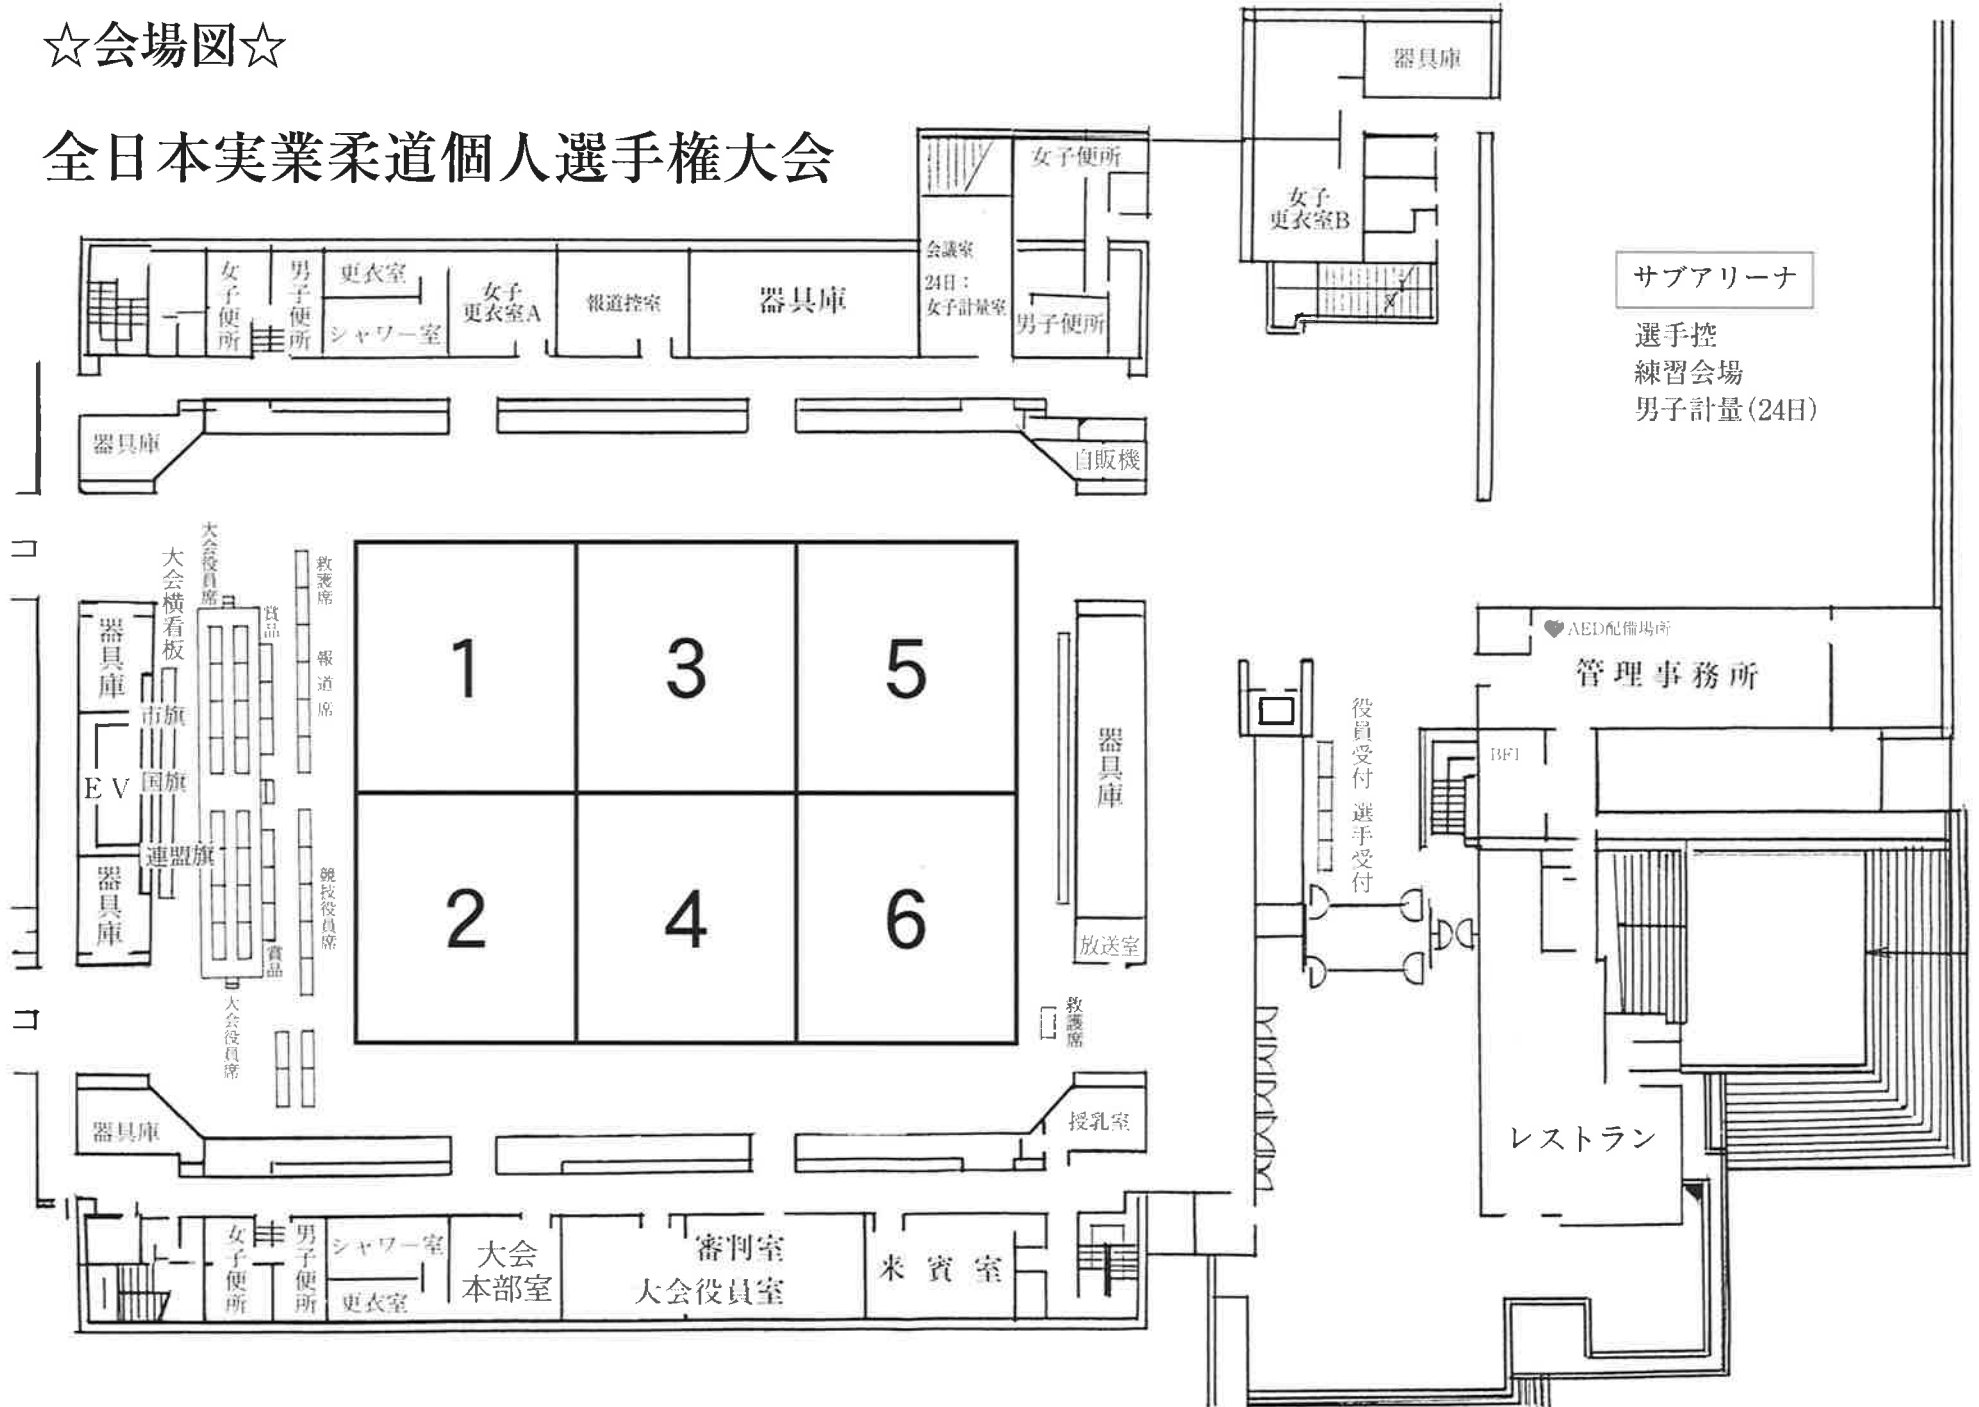 ☆会場図☆
全日本実業柔道個人選手権大会
器具庫
女子便所
女子
更衣室B
サブアリーナ
選手控
練習会場
男子計量(24日)
女子便所
男子便所
更衣室
シャワー室
女子
更衣室A
報道控室
器具庫
会議室
24日：
女子計量室
男子便所
器具庫
自販機
大会役員席
大会横看板
賞品
救護席
報道席
器具庫
市旗
EV
国旗
連盟旗
器具庫
競技役員席
賞品
大会役員席
1
3
5
2
4
6
器具庫
放送室
救護席
役員受付
選手受付
AED配備場所
管理事務所
BF1
レストラン
器具庫
授乳室
女子便所
男子便所
シャワー室
更衣室
大会
本部室
審判室
大会役員室
来賓室